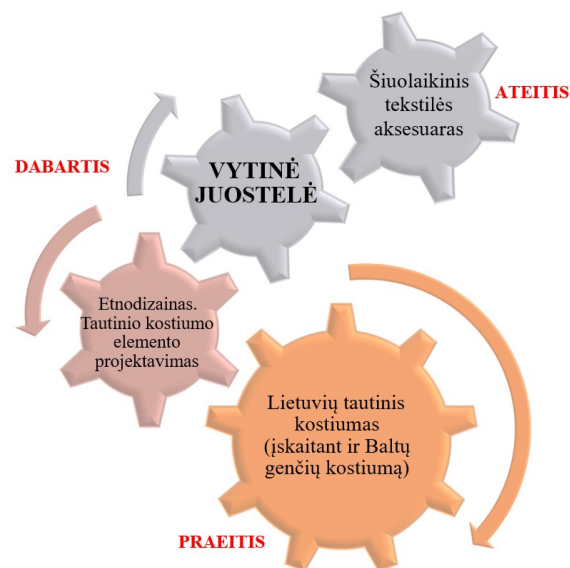 Šiuolaikinis
tekstilės
aksesuaras
ATEITIS
VYTINĖ
JUOSTELĖ
DABARTIS
Etnodizainas.
Tautinio kostiumo
elemento
projektavimas
Lietuvių tautinis
kostiumas
(įskaitant ir Baltų
genčių kostiumą)
PRAEITIS